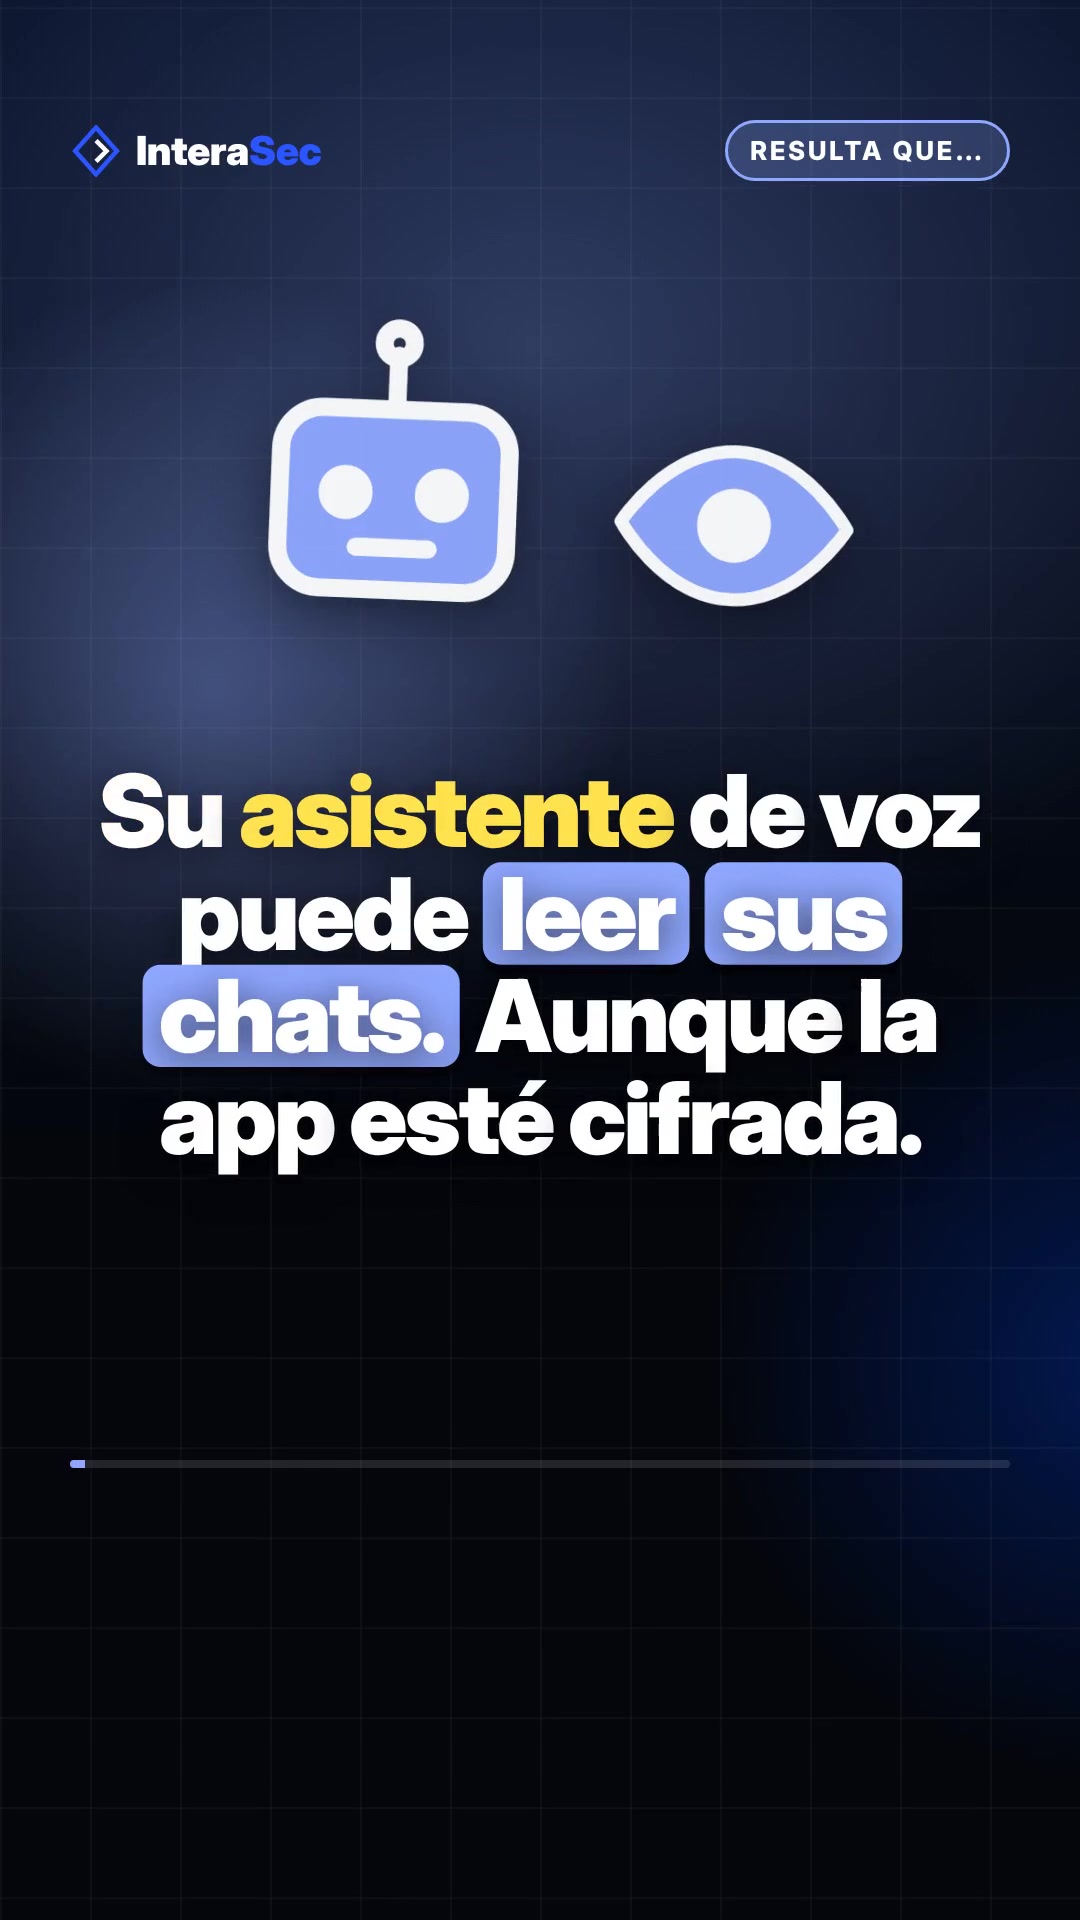 InteraSec
RESULTA QUE...
Su asistente de voz
puede leer sus
chats. Aunque la
app esté cifrada.